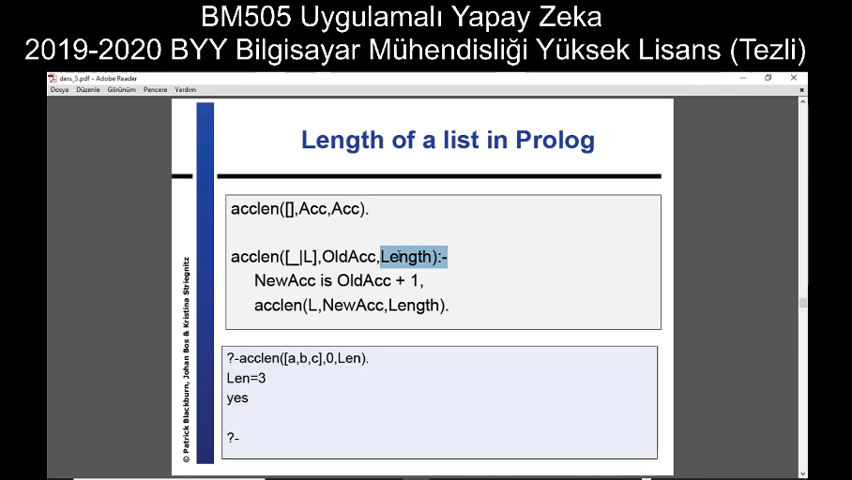 BM505 Uygulamalı Yapay Zeka
2019-2020 BYY Bilgisayar Mühendisliği Yüksek Lisans (Tezli)
ders_5.pdf - Adobe Reader
Dosya Düzenle Görünüm Pencere Yardım
Length of a list in Prolog
acclen([],Acc,Acc).
acclen([_|L],OldAcc,Length):-
NewAcc is OldAcc + 1,
acclen(L,NewAcc,Length).
?-acclen([a,b,c],0,Len).
Len=3
yes
?-
© Patrick Blackburn, Johan Bos & Kristina Striegnitz